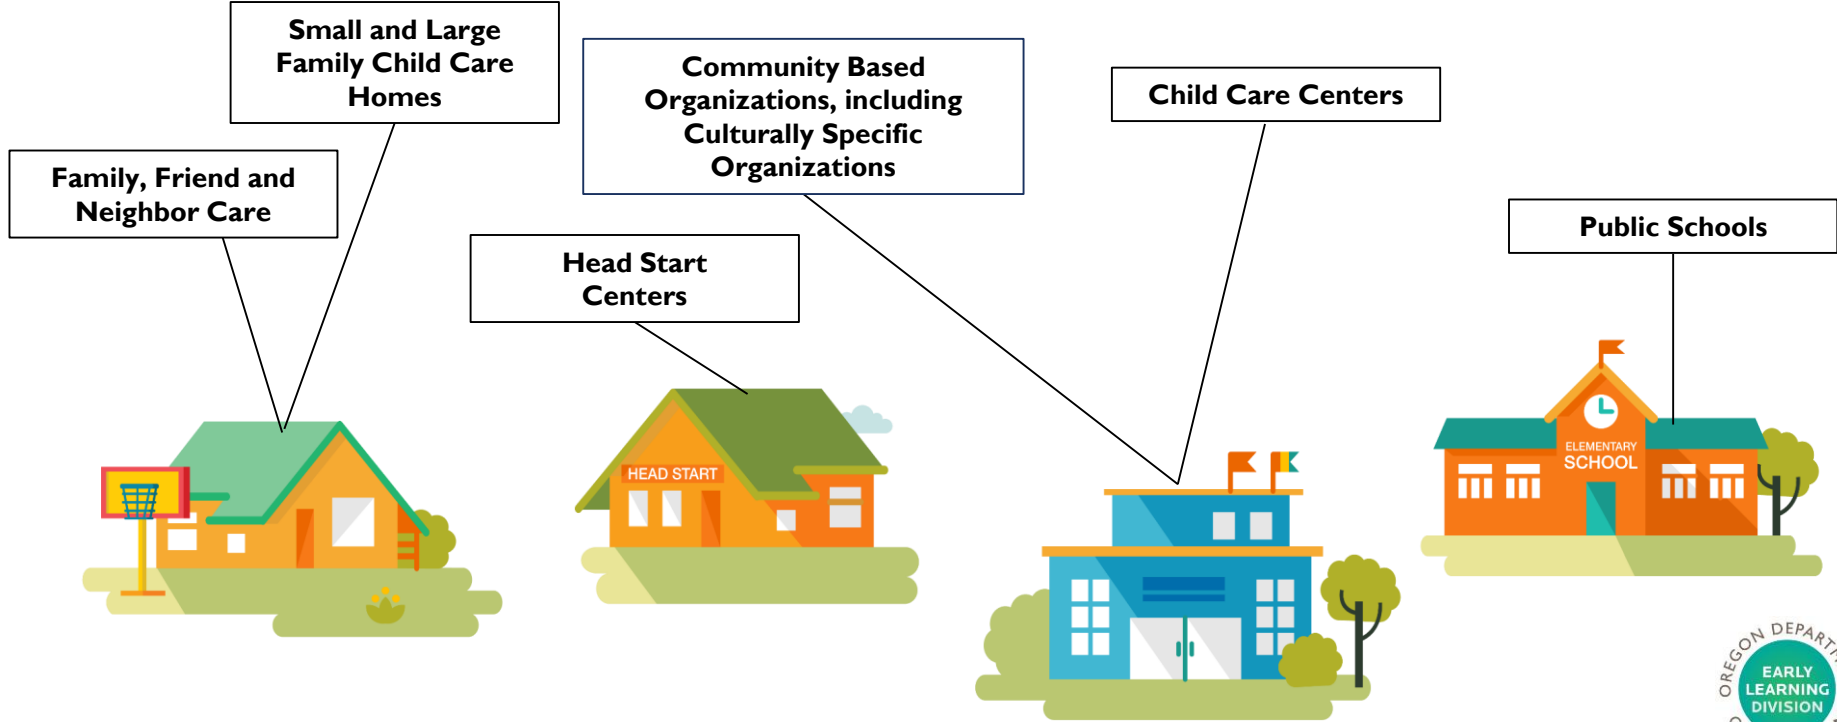 Small and Large
Family Child Care
Homes
Community Based
Organizations, including
Culturally Specific
Organizations
Child Care Centers
Family, Friend and
Neighbor Care
Public Schools
Head Start
Centers
HEAD START
ELEMENTARY
SCHOOL
OREGON
EARLY
LEARNING
DIVISION